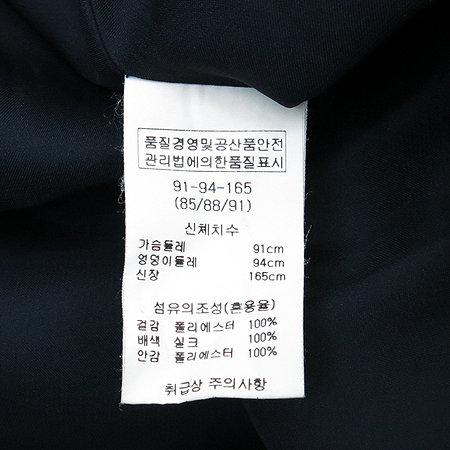 품질경영및공산품안전
관리법에의한품질표시
91-94-165
(85/88/91)
신체치수
가슴둘레 91cm
엉덩이둘레 94cm
신장 165cm
섬유의조성(혼용율)
겉감 폴리에스터 100%
배색 실크 100%
안감 폴리에스터 100%
취급상 주의사항